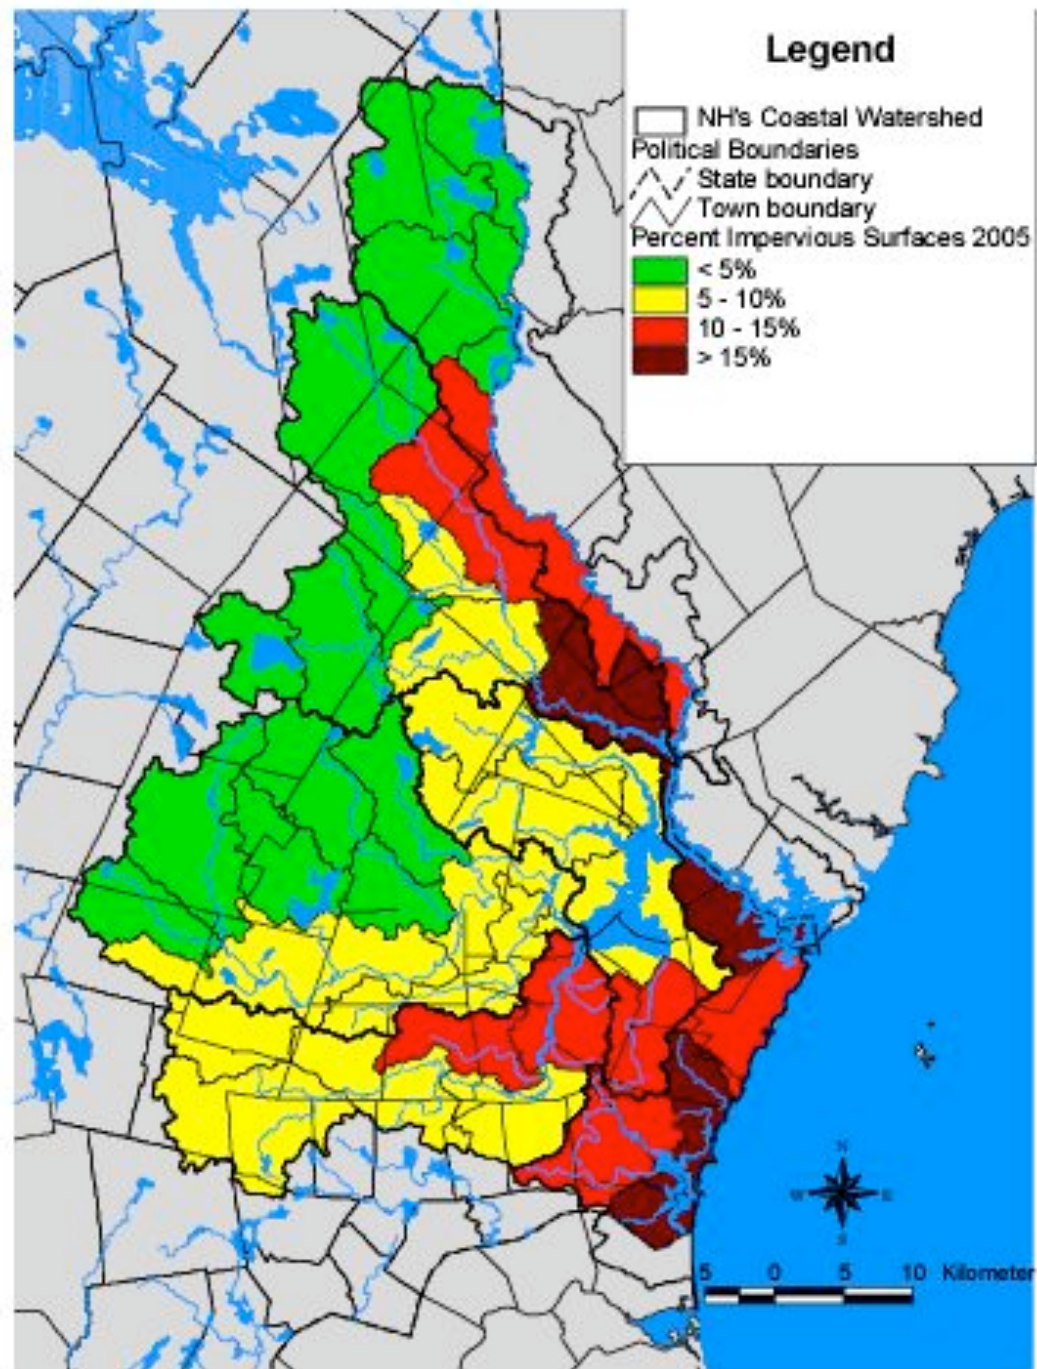 Legend
NH's Coastal Watershed
Political Boundaries
State boundary
Town boundary
Percent Impervious Surfaces 2005
< 5%
5 - 10%
10 - 15%
> 15%
N
W E
S
5 0 5 10 Kilometer